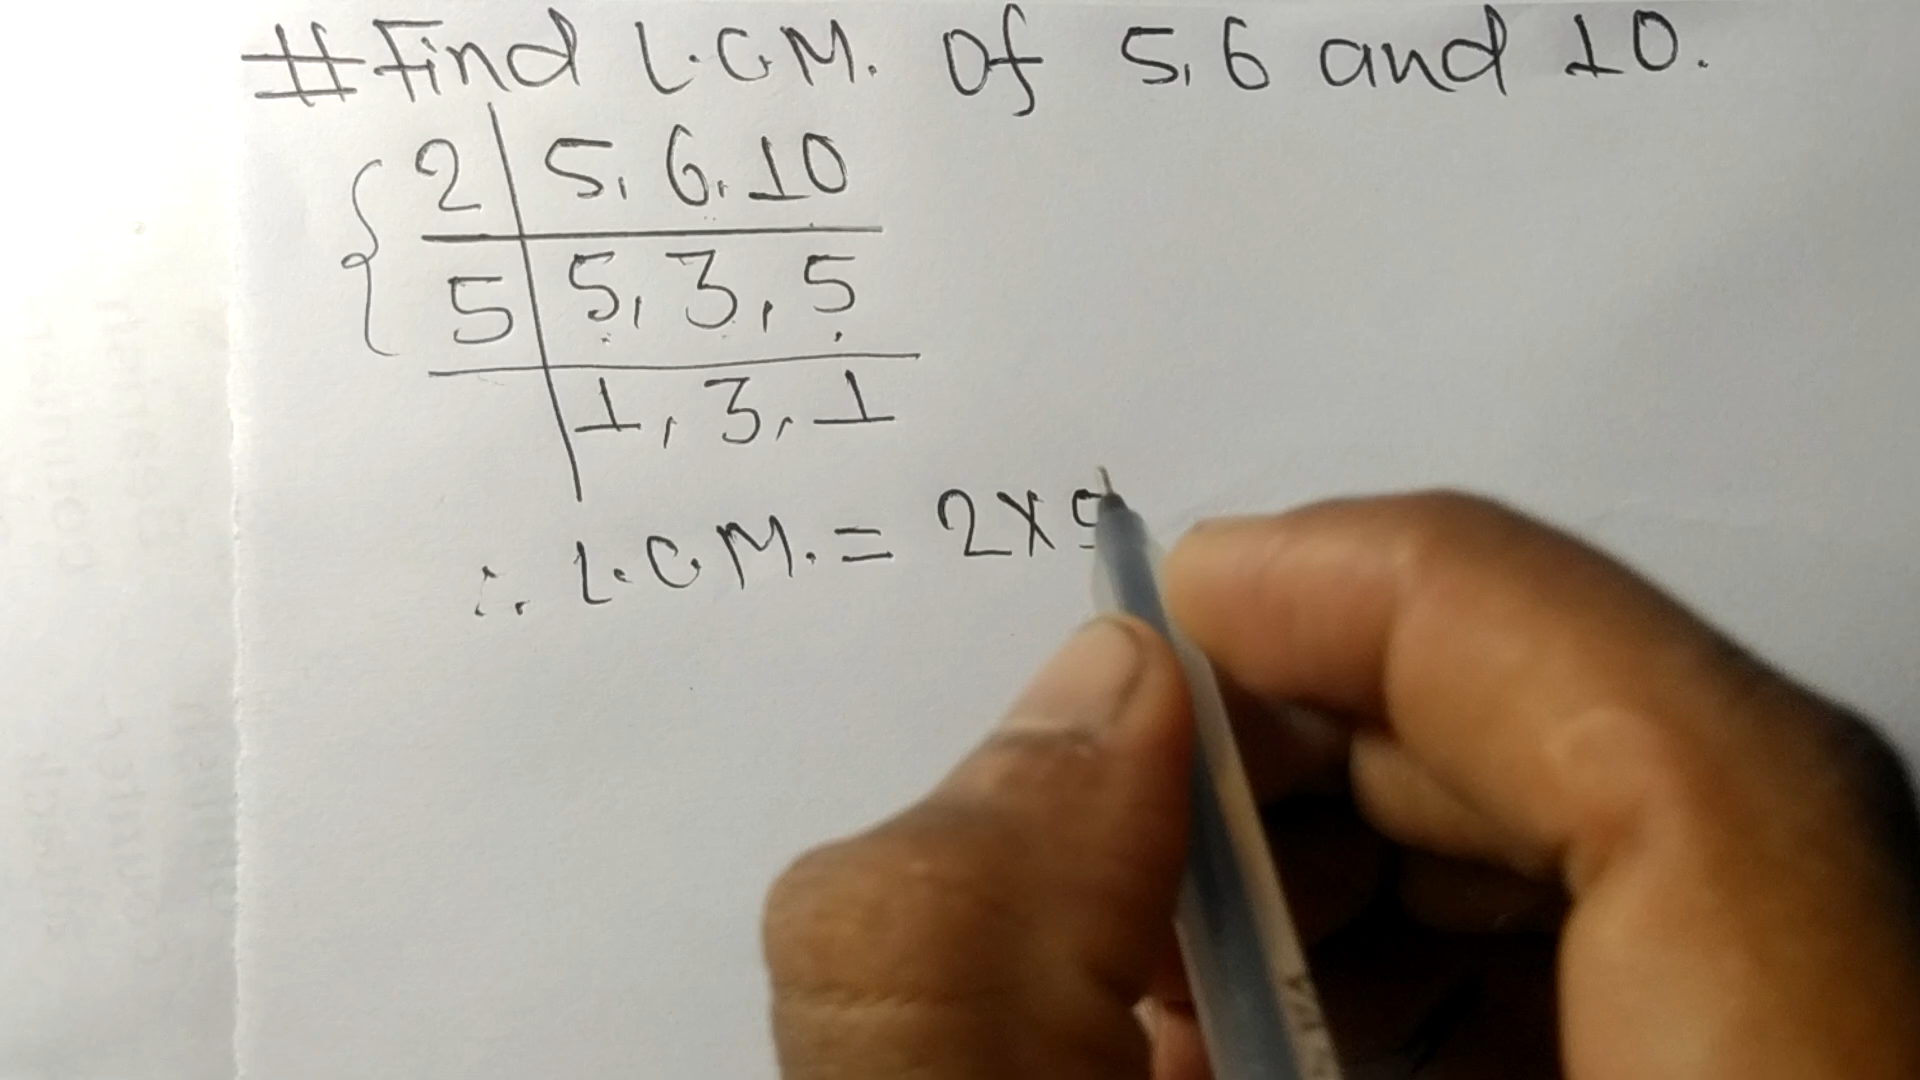 # Find L.C.M. of 5, 6 and 10.
2 | 5, 6, 10
5 | 5, 3, 5
1, 3, 1
∴ L.C.M. = 2 × 5